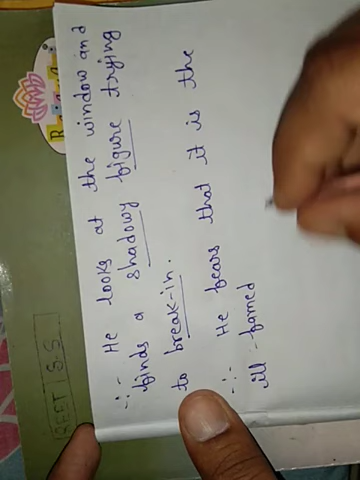 -:- He looks at the window and
finds a shadowy figure trying
to break-in.
-:- He fears that it is the
ill-famed
REET S.S